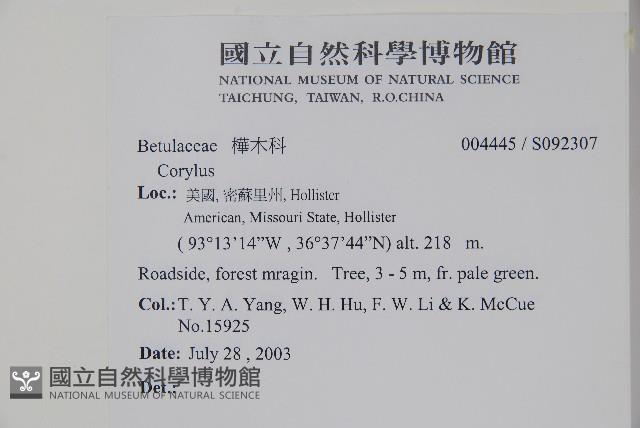 國立自然科學博物館
NATIONAL MUSEUM OF NATURAL SCIENCE
TAICHUNG, TAIWAN, R.O.CHINA
Betulaceae 樺木科 004445 / S092307
Corylus
Loc.: 美國, 密蘇里州, Hollister
American, Missouri State, Hollister
( 93°13'14”W , 36°37'44”N) alt. 218 m.
Roadside, forest mragin. Tree, 3 - 5 m, fr. pale green.
Col.: T. Y. A. Yang, W. H. Hu, F. W. Li & K. McCue
No.15925
Date: July 28 , 2003
Det.:
國立自然科學博物館
NATIONAL MUSEUM OF NATURAL SCIENCE